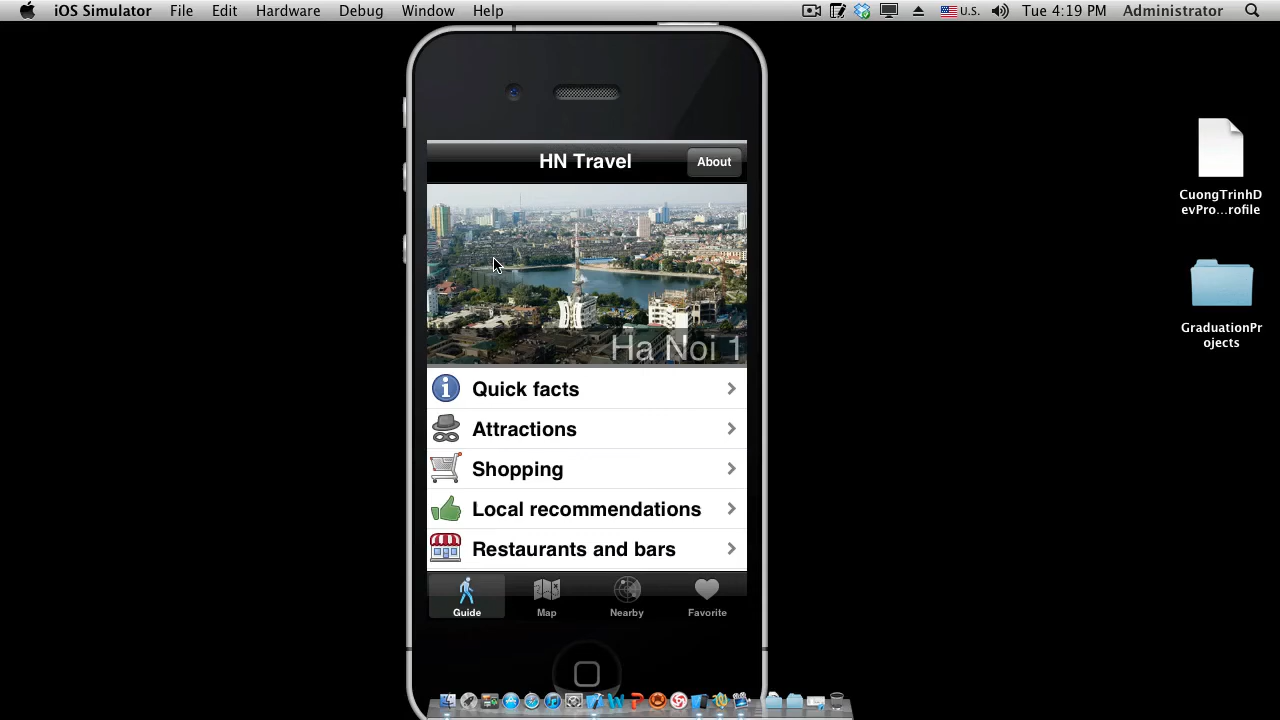 iOS Simulator File Edit Hardware Debug Window Help U.S. Tue 4:19 PM Administrator
HN Travel About
Ha Noi 1
Quick facts
Attractions
Shopping
Local recommendations
Restaurants and bars
Guide Map Nearby Favorite
CuongTrinhD
evPro...rofile
GraduationPr
ojects